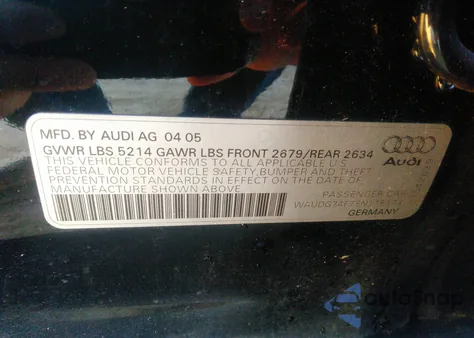 MFD. BY AUDI AG 04 05
GVWR LBS 5214 GAWR LBS FRONT 2679/REAR 2634
THIS VEHICLE CONFORMS TO ALL APPLICABLE U.S.
FEDERAL MOTOR VEHICLE SAFETY, BUMPER AND THEFT
PREVENTION STANDARDS IN EFFECT ON THE DATE OF
MANUFACTURE SHOWN ABOVE
Audi
PASSENGER CAR
GERMANY
autoSnap